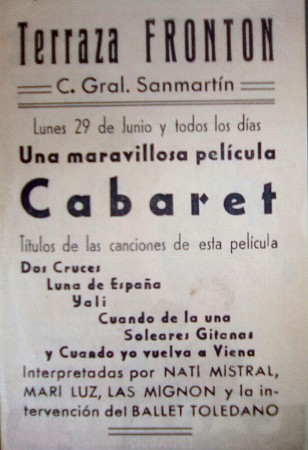 Terraza FRONTON
C. Gral. Sanmartín
Lunes 29 de Junio y todos los días
Una maravillosa película
Cabaret
Títulos de las canciones de esta película
Dos Cruces
Luna de España
Yali
Cuando de la una
Soleares Gitanas
y Cuando yo vuelva a Viena
Interpretadas por NATI MISTRAL,
MARI LUZ, LAS MIGNON y la in-
tervención del BALLET TOLEDANO